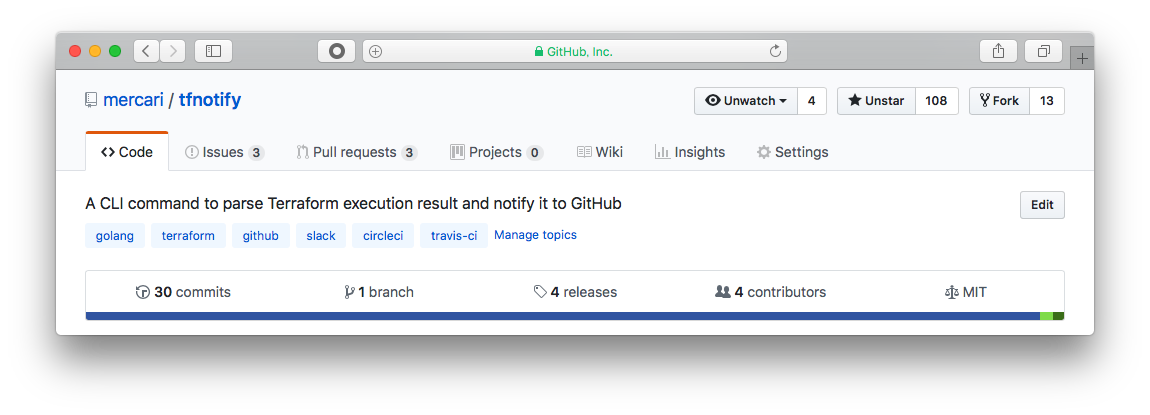 GitHub, Inc.
mercari / tfnotify
Unwatch 4 Unstar 108 Fork 13
Code Issues 3 Pull requests 3 Projects 0 Wiki Insights Settings
A CLI command to parse Terraform execution result and notify it to GitHub
Edit
golang terraform github slack circleci travis-ci Manage topics
30 commits 1 branch 4 releases 4 contributors MIT